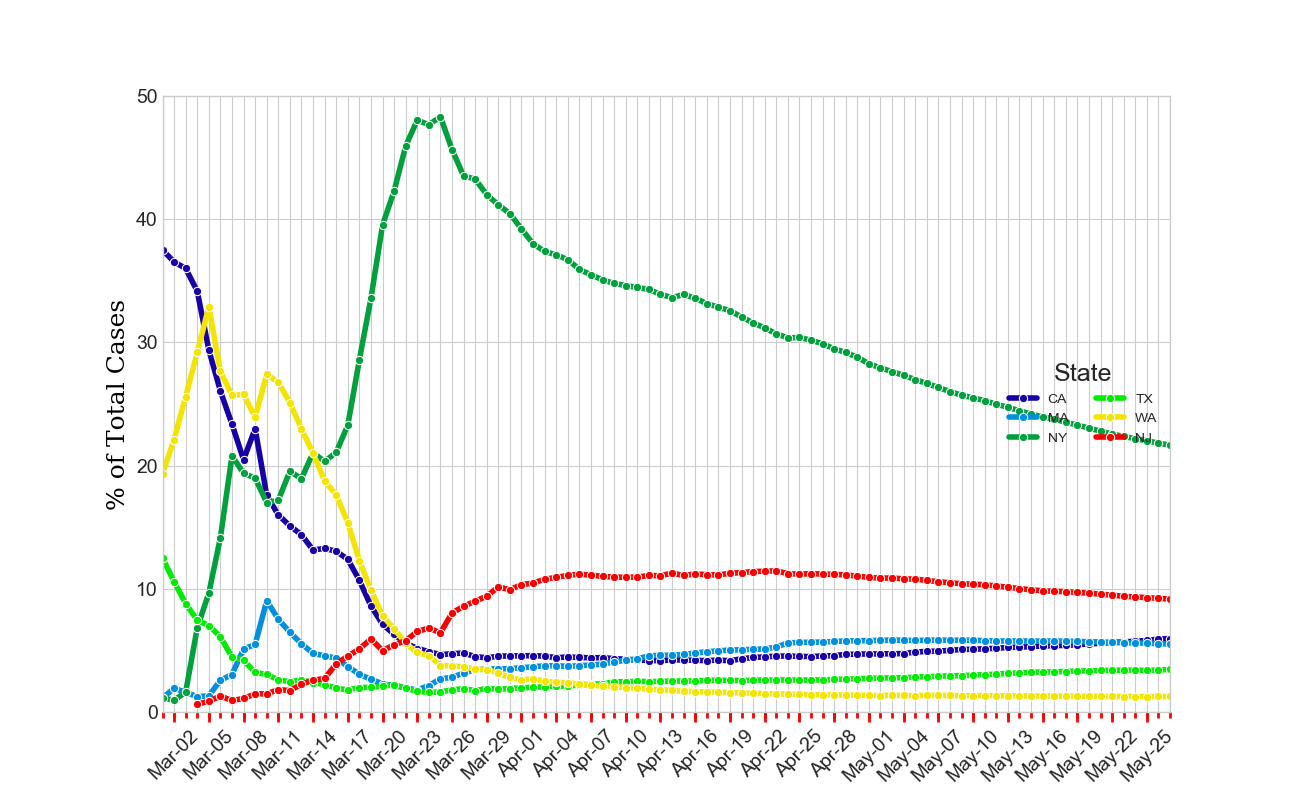 50
40
30
20
10
0
% of Total Cases
State
CA TX
MA WA
NY NJ
Mar-02 Mar-05 Mar-08 Mar-11 Mar-14 Mar-17 Mar-20 Mar-23 Mar-26 Mar-29 Apr-01 Apr-04 Apr-07 Apr-10 Apr-13 Apr-16 Apr-19 Apr-22 Apr-25 Apr-28 May-01 May-04 May-07 May-10 May-13 May-16 May-19 May-22 May-25